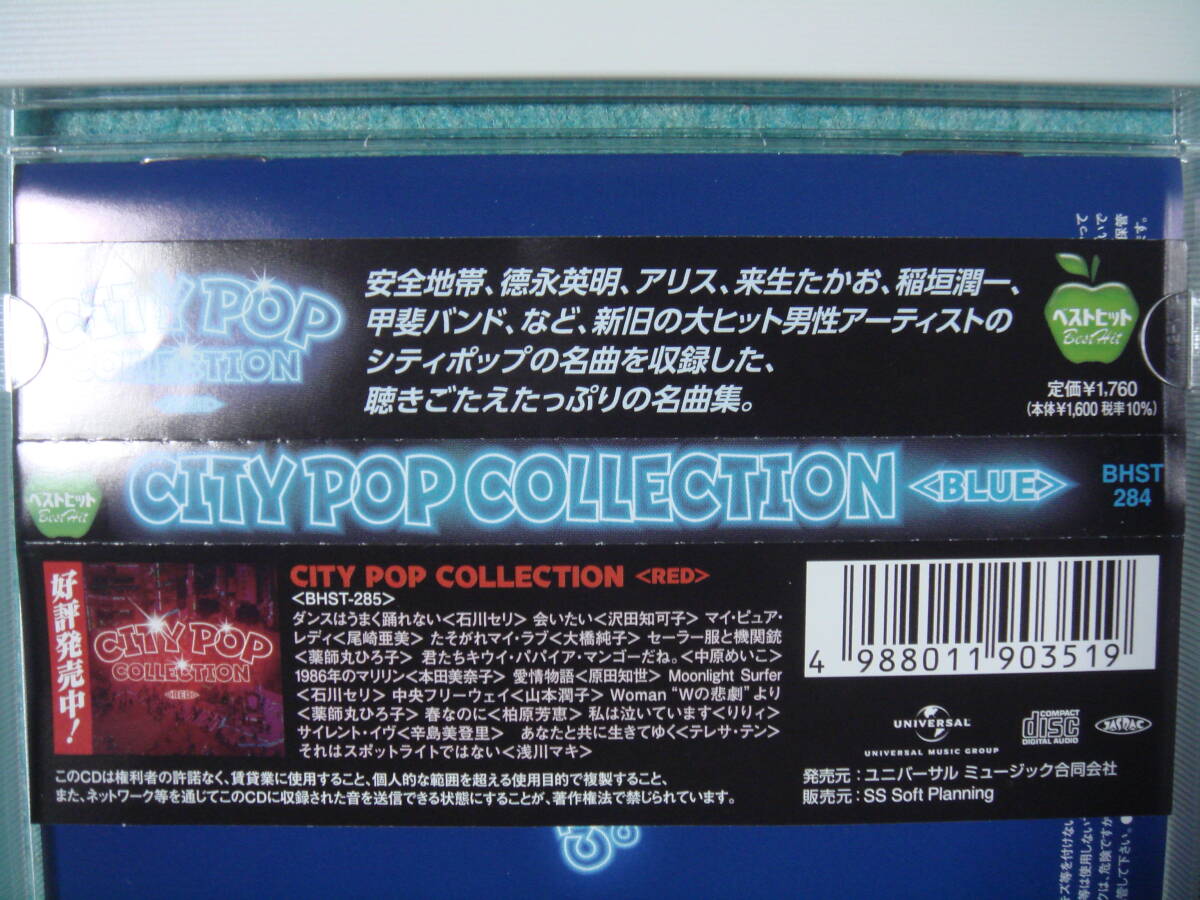 CITY POP
COLLECTION
安全地帯、德永英明、アリス、来生たかお、稲垣潤一、
甲斐バンド、など、新旧の大ヒット男性アーティストの
シティポップの名曲を収録した、
聴きごたえたっぷりの名曲集。
ベストヒット
Best Hit
定価¥1,760
(本体¥1,600 税率10%)
ベストヒット
Best Hit
CITY POP COLLECTION <BLUE>
BHST
284
好評発売中!
CITY POP
COLLECTION
<RED>
CITY POP COLLECTION <RED>
<BHST-285>
ダンスはうまく踊れない<石川セリ> 会いたい<沢田知可子> マイ・ピュア・
レディ<尾崎亜美> たそがれマイ・ラブ<大橋純子> セーラー服と機関銃
<薬師丸ひろ子> 君たちキウイ・パパイア・マンゴーだね。<中原めいこ>
1986年のマリリン<本田美奈子> 愛情物語<原田知世> Moonlight Surfer
<石川セリ> 中央フリーウェイ<山本潤子> Woman “Wの悲劇”より
<薬師丸ひろ子> 春なのに<柏原芳恵> 私は泣いています<りりィ>
サイレント・イヴ<辛島美登里> あなたと共に生きてゆく<テレサ・テン>
それはスポットライトではない<浅川マキ>
このCDは権利者の許諾なく、賃貸業に使用すること、個人的な範囲を超える使用目的で複製すること、
また、ネットワーク等を通じてこのCDに収録された音を送信できる状態にすることが、著作権法で禁じられています。
4 988011 903519
UNIVERSAL
UNIVERSAL MUSIC GROUP
COMPACT
disc
DIGITAL AUDIO
JASRAC
発売元:ユニバーサル ミュージック合同会社
販売元:SS Soft Planning